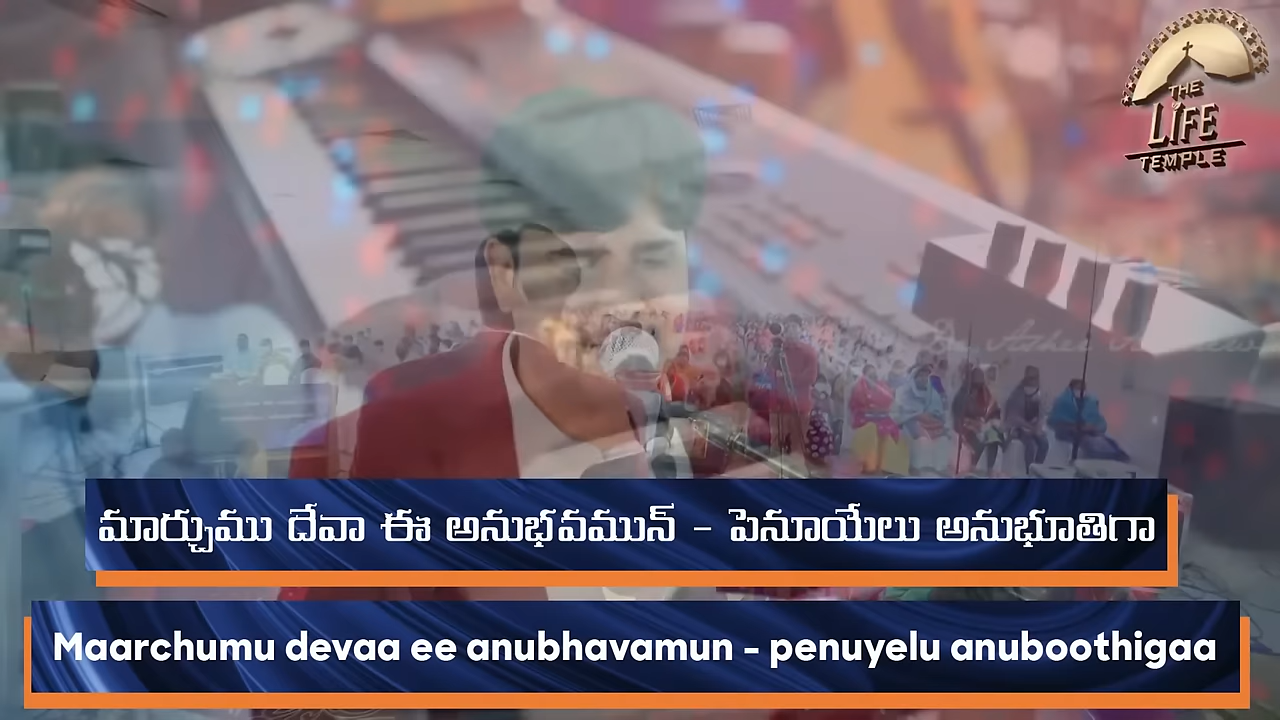 THE
LIFE
TEMPLE
మార్చుము దేవా ఈ అనుభవమున్ - పెనూయేలు అనుభూతిగా
Maarchumu devaa ee anubhavamun - penuyelu anuboothigaa